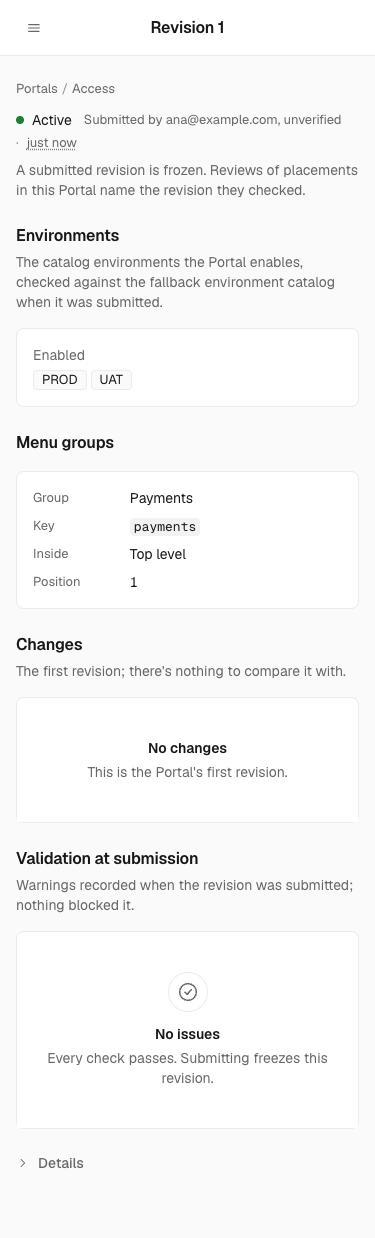 Revision 1
Portals / Access
Active Submitted by ana@example.com, unverified
· just now
A submitted revision is frozen. Reviews of placements
in this Portal name the revision they checked.
Environments
The catalog environments the Portal enables,
checked against the fallback environment catalog
when it was submitted.
Enabled
PROD UAT
Menu groups
Group Payments
Key payments
Inside Top level
Position 1
Changes
The first revision; there's nothing to compare it with.
No changes
This is the Portal's first revision.
Validation at submission
Warnings recorded when the revision was submitted;
nothing blocked it.
No issues
Every check passes. Submitting freezes this
revision.
Details